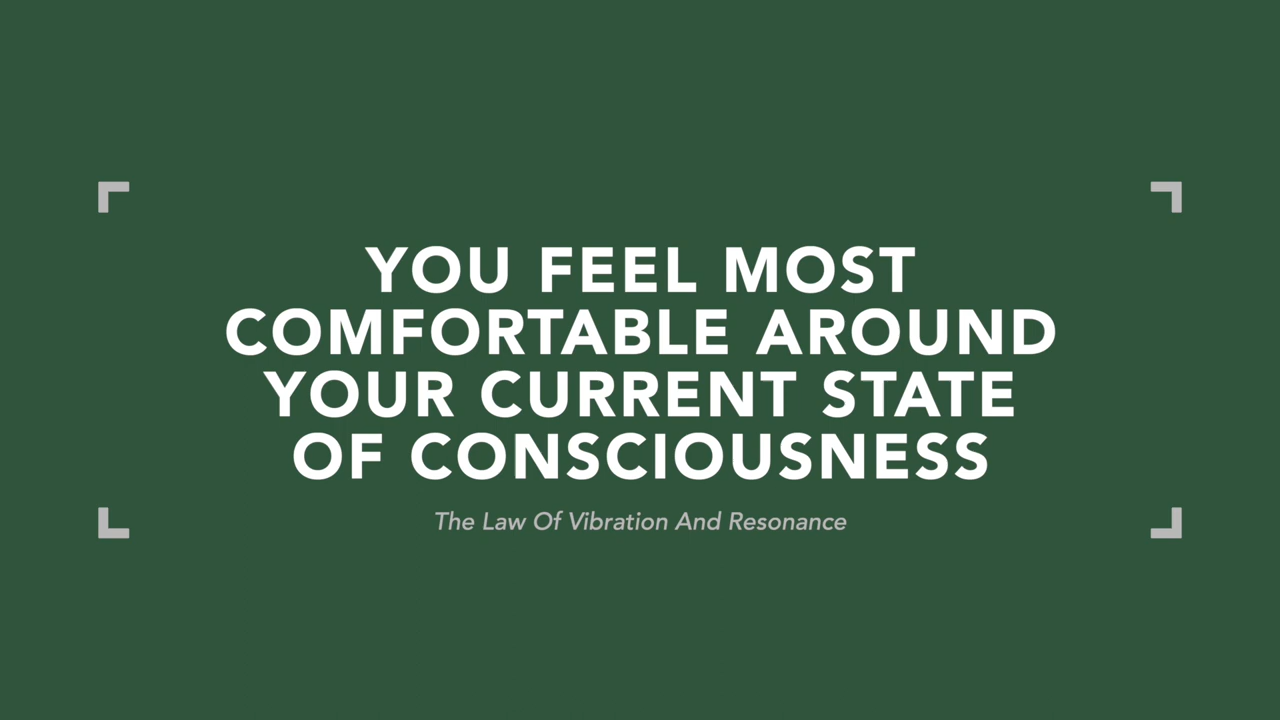 YOU FEEL MOST
COMFORTABLE AROUND
YOUR CURRENT STATE
OF CONSCIOUSNESS
The Law Of Vibration And Resonance